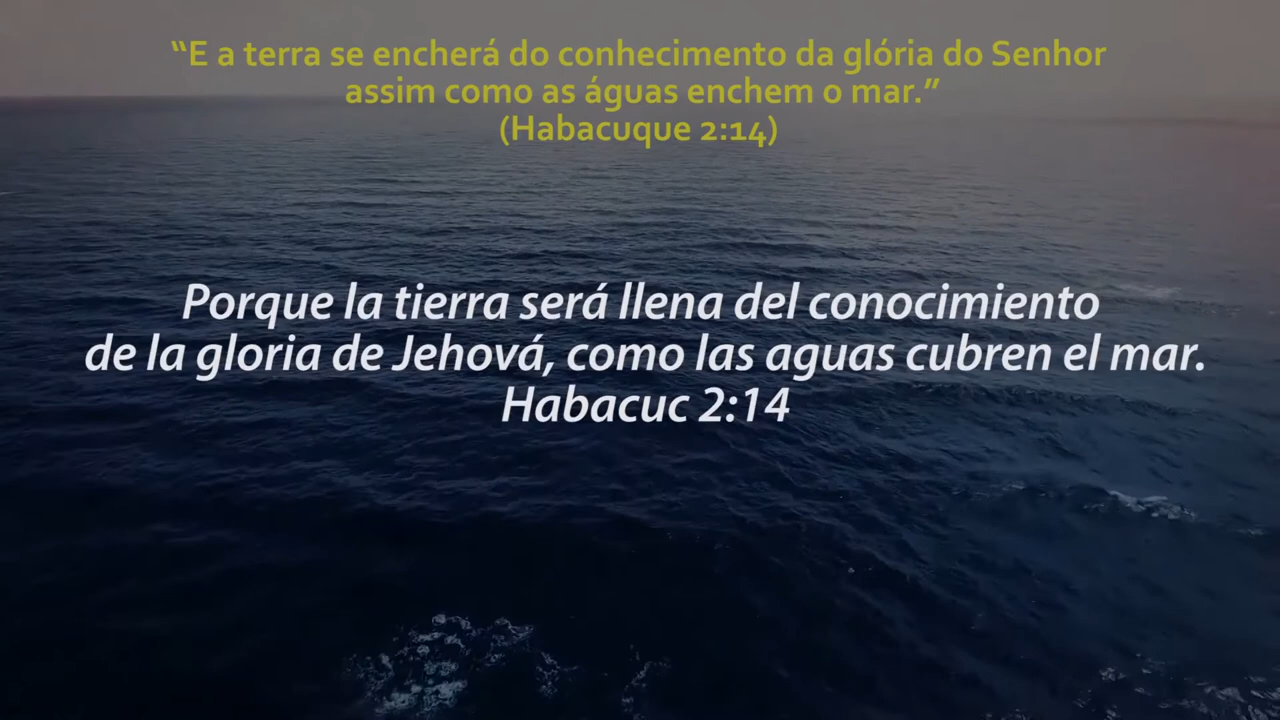 “E a terra se encherá do conhecimento da glória do Senhor
assim como as águas enchem o mar.”
(Habacuque 2:14)
Porque la tierra será llena del conocimiento
de la gloria de Jehová, como las aguas cubren el mar.
Habacuc 2:14